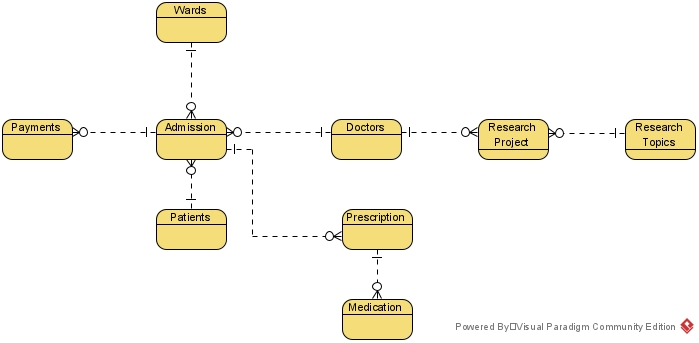 Wards
Payments
Admission
Doctors
Research
Project
Research
Topics
Patients
Prescription
Medication
Powered By□Visual Paradigm Community Edition